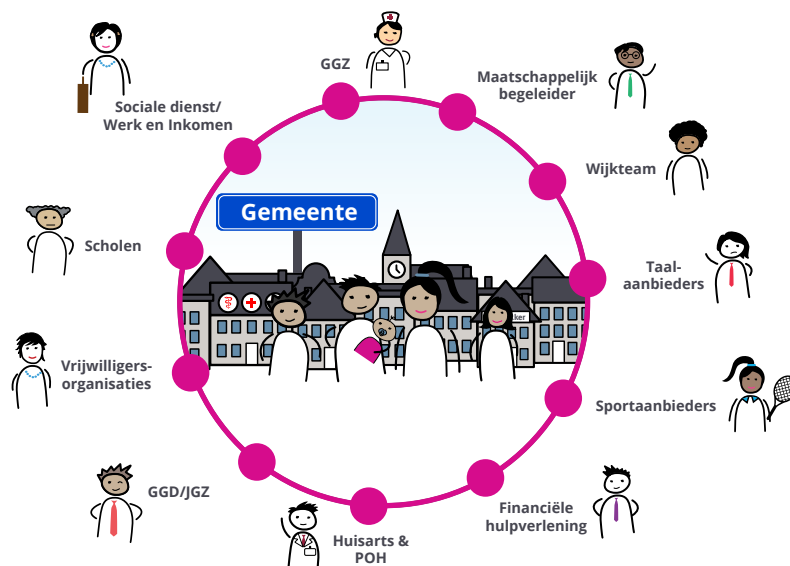 GGZ
Maatschappelijk
begeleider
Sociale dienst/
Werk en Inkomen
Wijkteam
Gemeente
Scholen
Taal-
aanbieders
Vrijwilligers-
organisaties
Sportaanbieders
GGD/JGZ
Financiële
hulpverlening
Huisarts &
POH